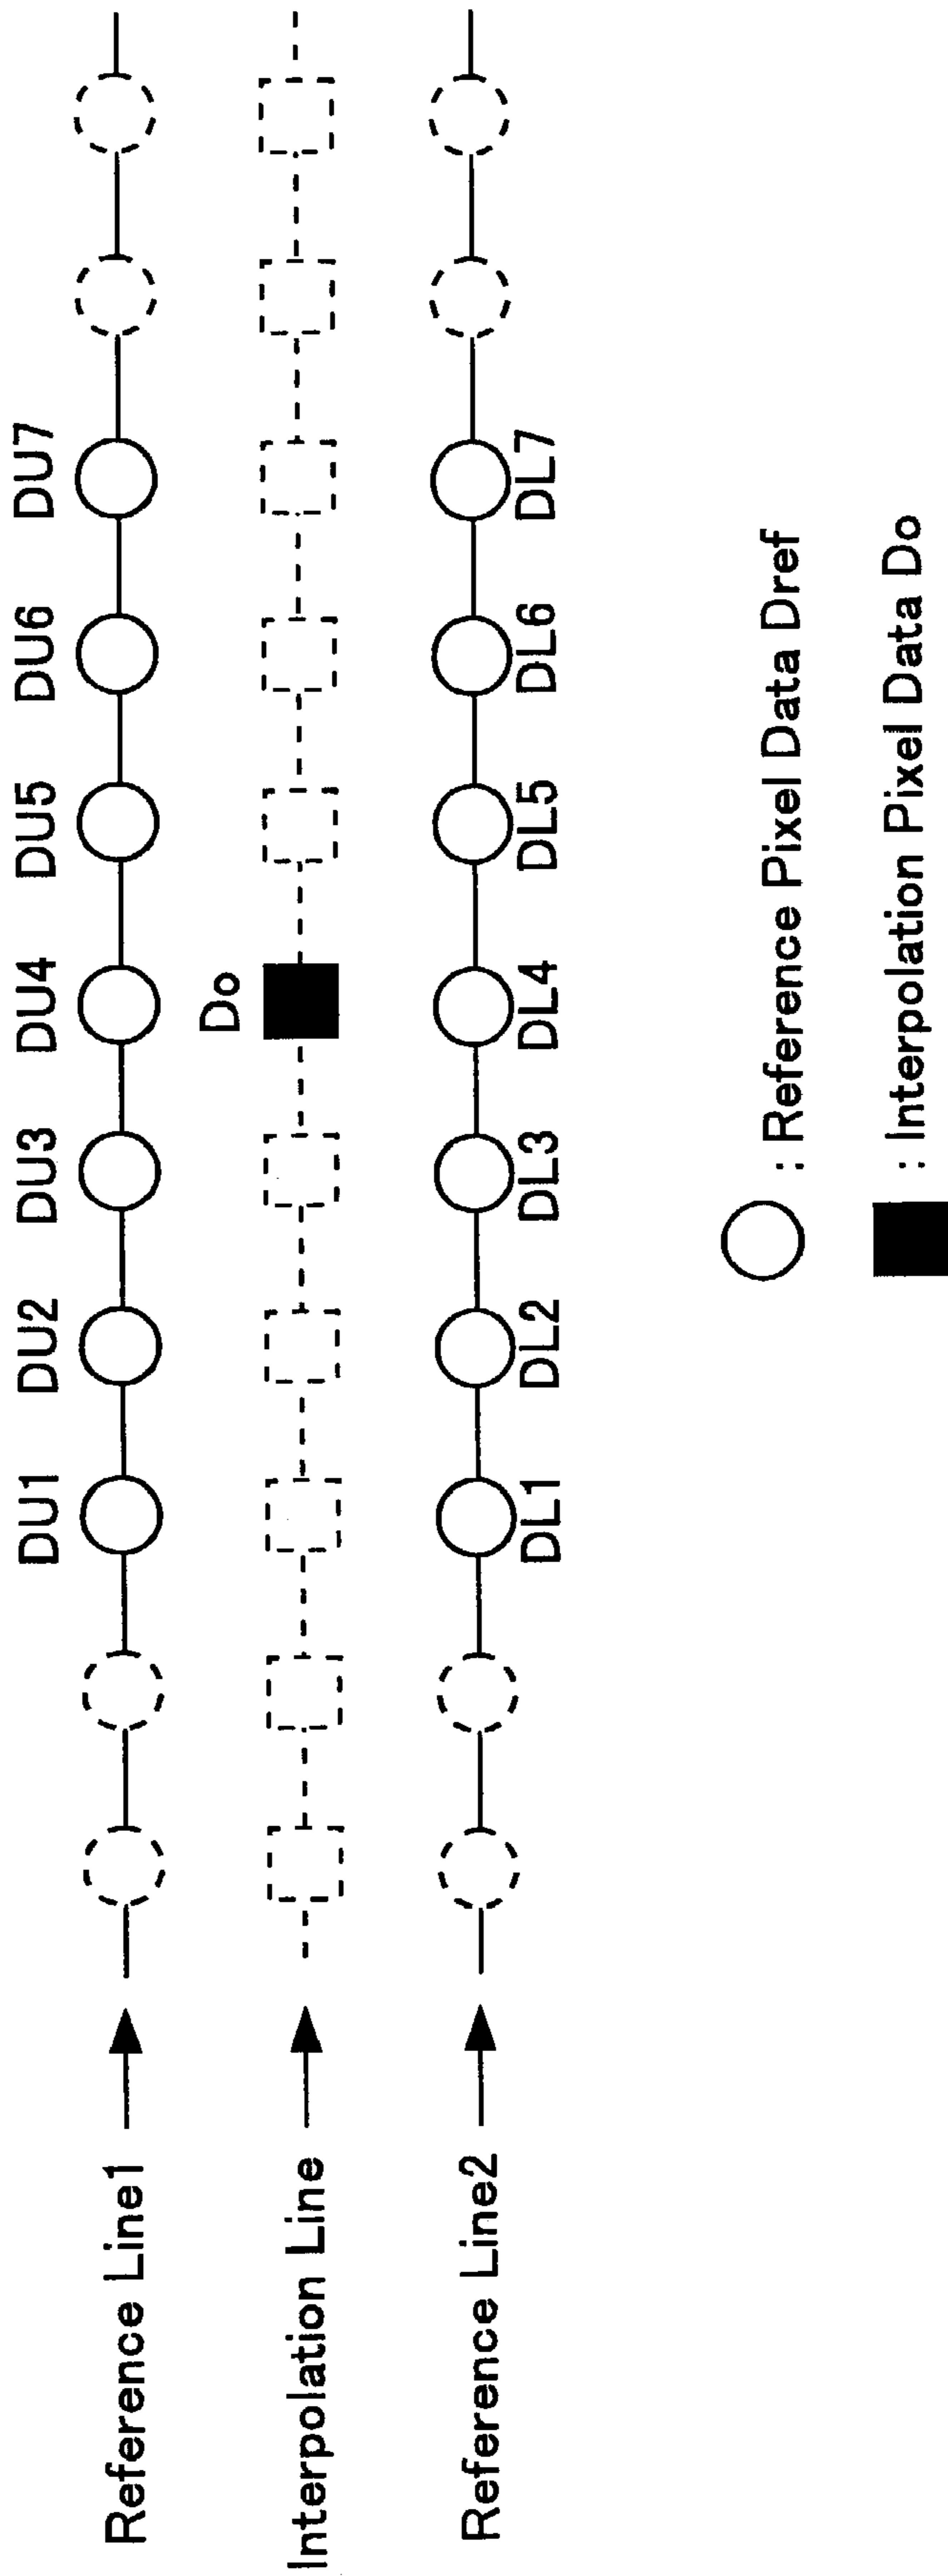 DU1 DU2 DU3 DU4 DU5 DU6 DU7
Reference Line1
Do
Interpolation Line
Reference Line2
DL1 DL2 DL3 DL4 DL5 DL6 DL7
: Reference Pixel Data Dref
: Interpolation Pixel Data Do